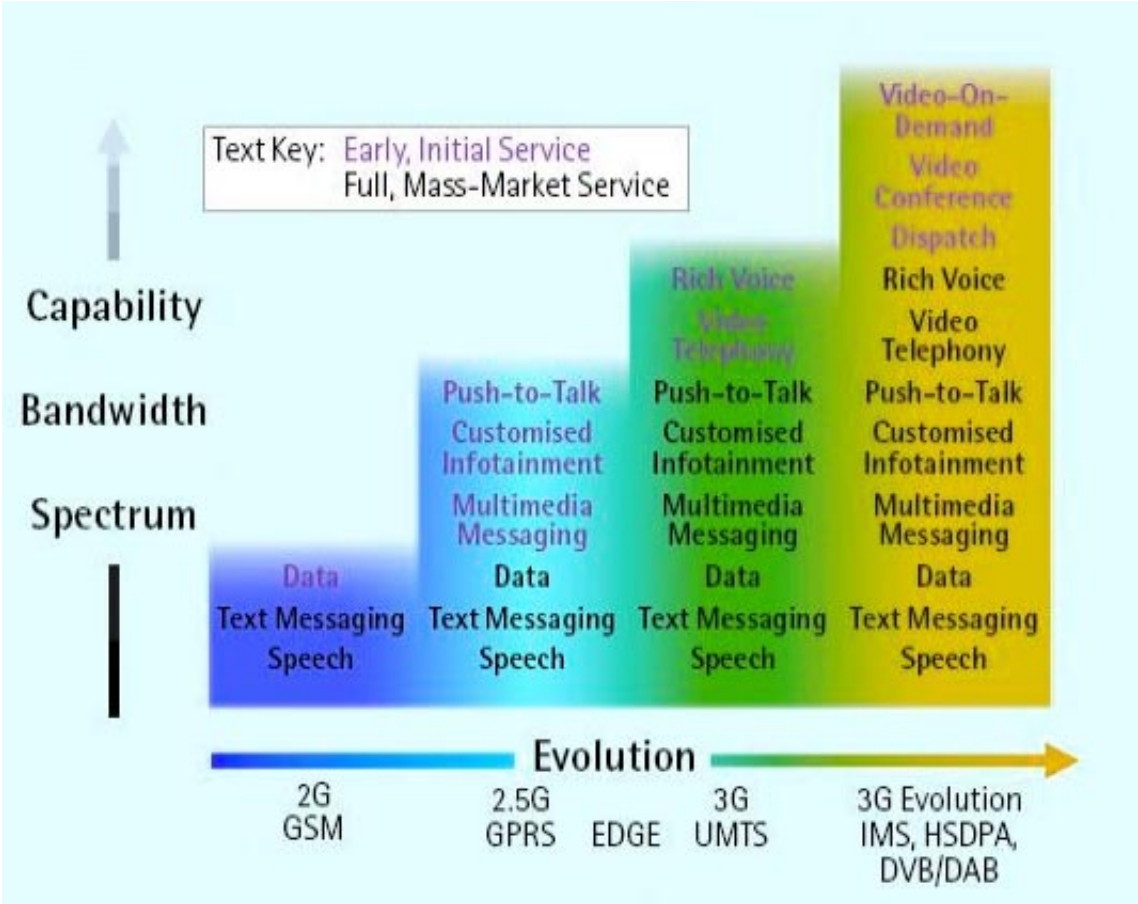 Text Key: Early, Initial Service
Full, Mass-Market Service
Capability
Bandwidth
Spectrum
Data
Text Messaging
Speech
Push-to-Talk
Customised
Infotainment
Multimedia
Messaging
Data
Text Messaging
Speech
Rich Voice
Video
Telephony
Push-to-Talk
Customised
Infotainment
Multimedia
Messaging
Data
Text Messaging
Speech
Video-On-
Demand
Video
Conference
Dispatch
Rich Voice
Video
Telephony
Push-to-Talk
Customised
Infotainment
Multimedia
Messaging
Data
Text Messaging
Speech
Evolution
2G
GSM
2.5G
GPRS
EDGE
3G
UMTS
3G Evolution
IMS, HSDPA,
DVB/DAB